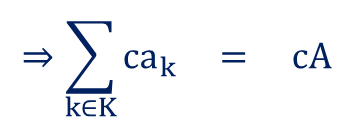 ⇒ ∑_{k∈K} ca_k = cA